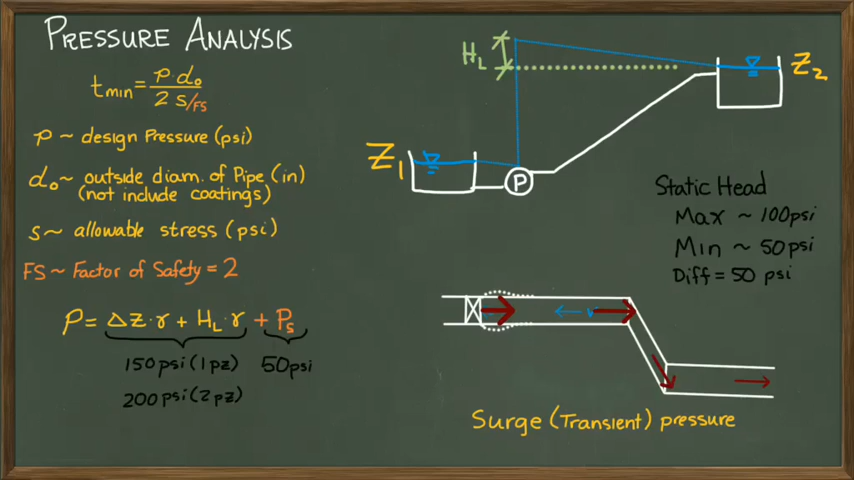 PRESSURE ANALYSIS
tmin = p·do / 2 s/FS
p ~ design Pressure (psi)
do ~ outside diam. of Pipe (in)
(not include coatings)
s ~ allowable stress (psi)
FS ~ Factor of Safety = 2
P = ΔZ·γ + HL·γ + Ps
150 psi (1 pz) 50 psi
200 psi (2 pz)
HL
Z2
Z1
P
Static Head
Max ~ 100 psi
Min ~ 50 psi
Diff = 50 psi
v
Surge (Transient) pressure